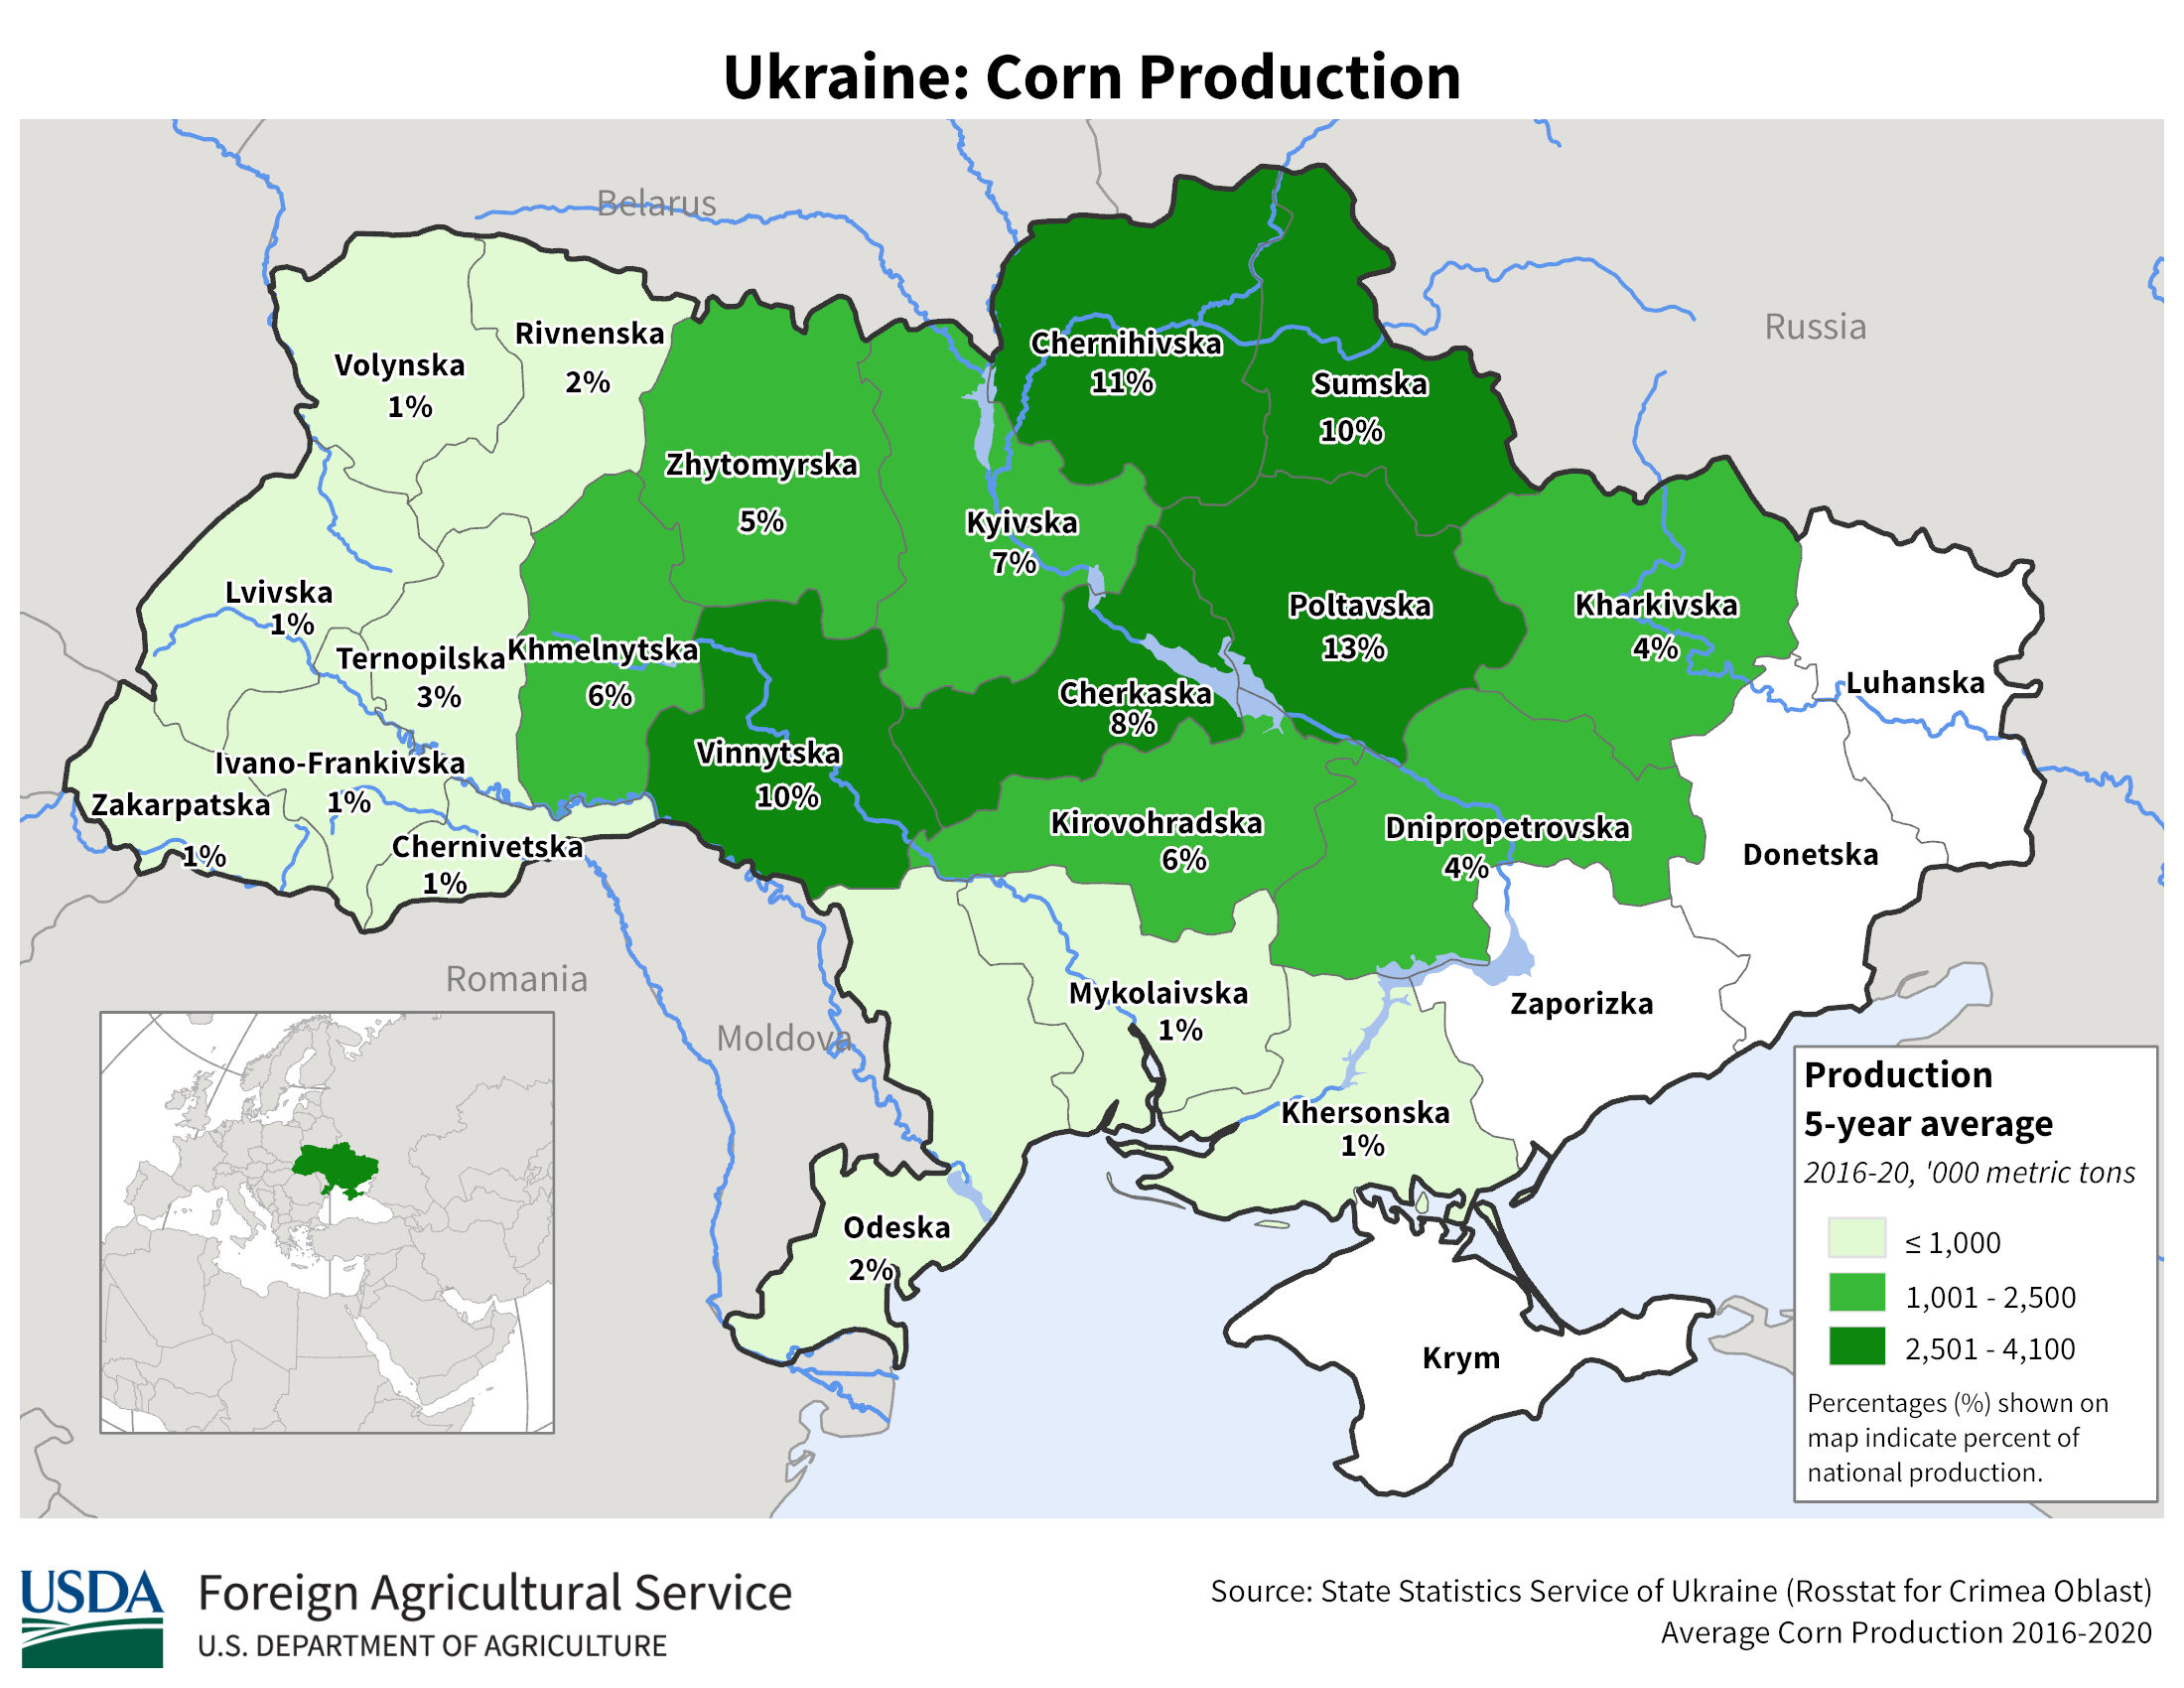 Ukraine: Corn Production
Belarus
Russia
Romania
Moldova
Volynska
1%
Rivnenska
2%
Zhytomyrska
5%
Kyivska
7%
Chernihivska
11%
Sumska
10%
Lvivska
1%
Ternopilska
3%
Khmelnytska
6%
Vinnytska
10%
Cherkaska
8%
Poltavska
13%
Kharkivska
4%
Luhanska
Ivano-Frankivska
1%
Zakarpatska
1%
Chernivetska
1%
Kirovohradska
6%
Dnipropetrovska
4%
Donetska
Mykolaivska
1%
Zaporizka
Khersonska
1%
Odeska
2%
Krym
Production
5-year average
2016-20, '000 metric tons
≤ 1,000
1,001 - 2,500
2,501 - 4,100
Percentages (%) shown on
map indicate percent of
national production.
USDA
Foreign Agricultural Service
U.S. DEPARTMENT OF AGRICULTURE
Source: State Statistics Service of Ukraine (Rosstat for Crimea Oblast)
Average Corn Production 2016-2020